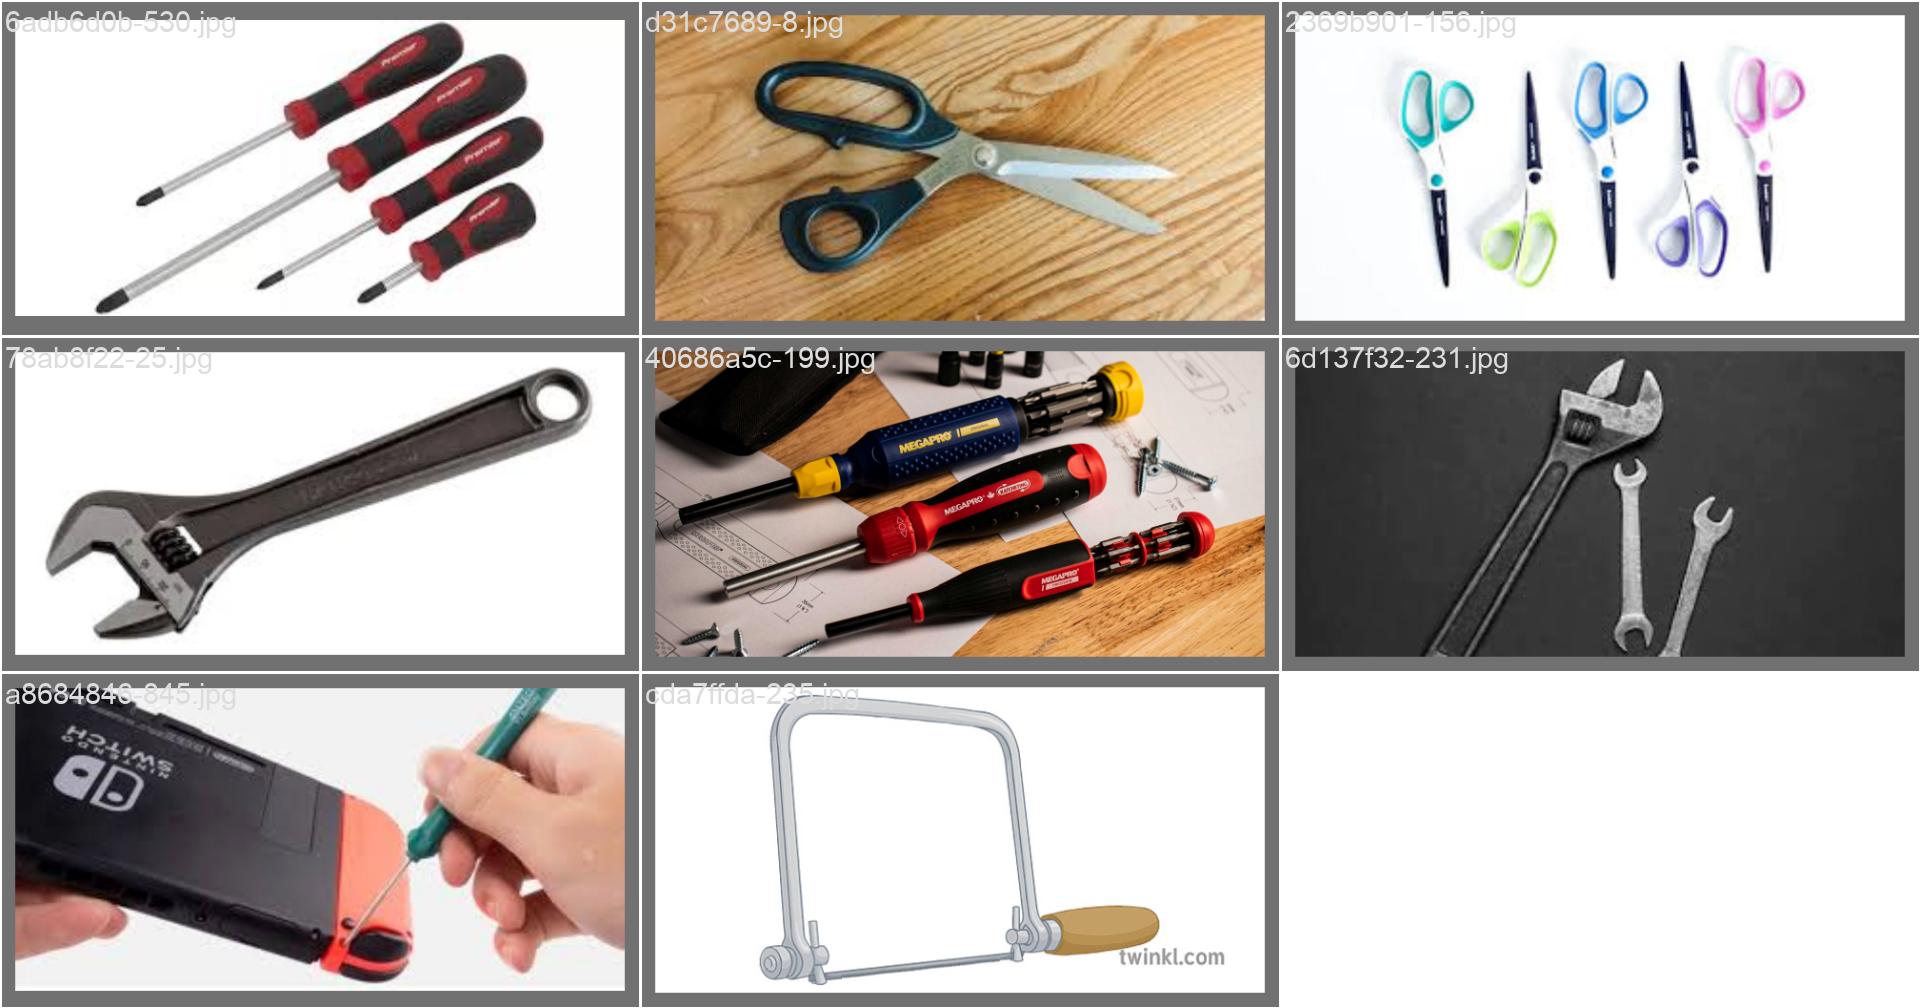 6adb6d0b-530.jpg
d31c7689-8.jpg
2369b901-156.jpg
Premier
Premier
Premier
Premier
78ab8f22-25.jpg
40686a5c-199.jpg
6d137f32-231.jpg
MEGAPRO
MEGAPRO
MEGAPRO
a8684846-845.jpg
cda7ffda-235.jpg
NINTENDO
SWITCH
twinkl.com